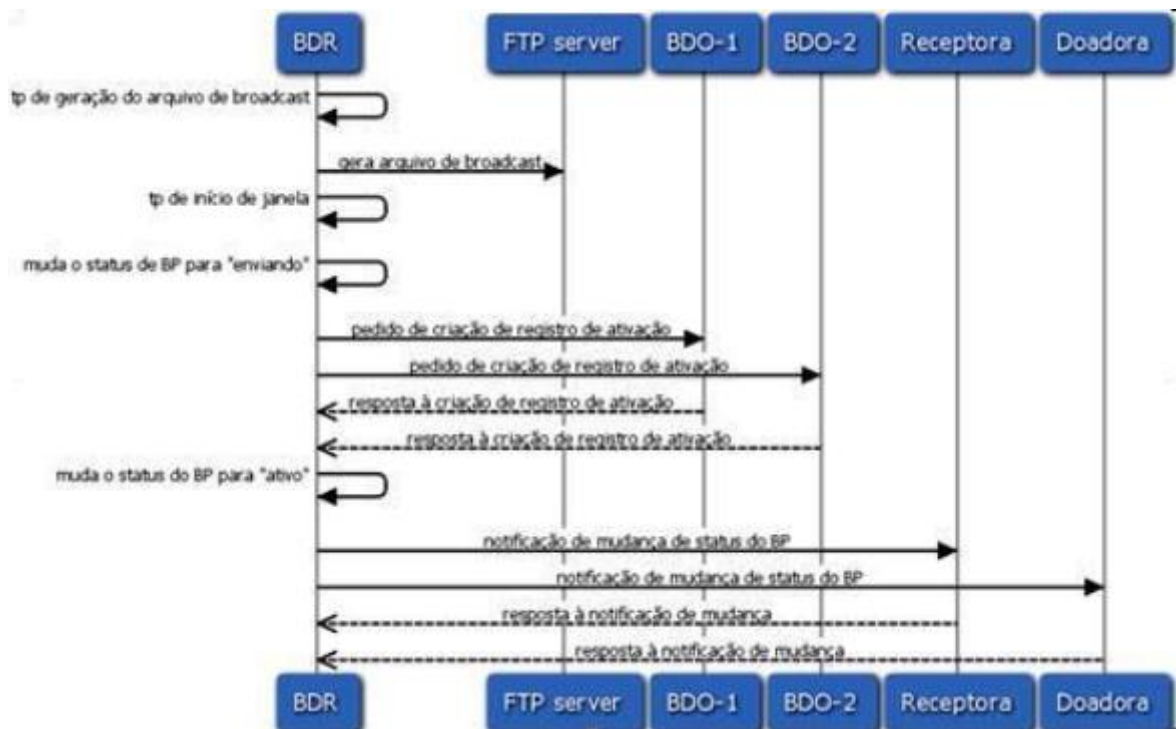 BDR FTP server BDO-1 BDO-2 Receptora Doadora
tp de geração do arquivo de broadcast
gera arquivo de broadcast
tp de início de janela
muda o status de BP para "enviando"
pedido de criação de registro de ativação
pedido de criação de registro de ativação
resposta à criação de registro de ativação
resposta à criação de registro de ativação
muda o status do BP para "ativo"
notificação de mudança de status do BP
notificação de mudança de status do BP
resposta à notificação de mudança
resposta à notificação de mudança
BDR FTP server BDO-1 BDO-2 Receptora Doadora